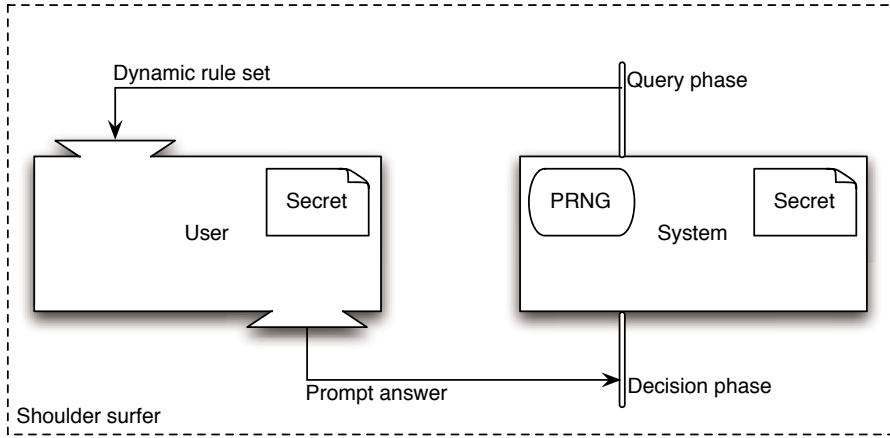 Dynamic rule set
Query phase
Secret
PRNG
Secret
User
System
Prompt answer
Decision phase
Shoulder surfer